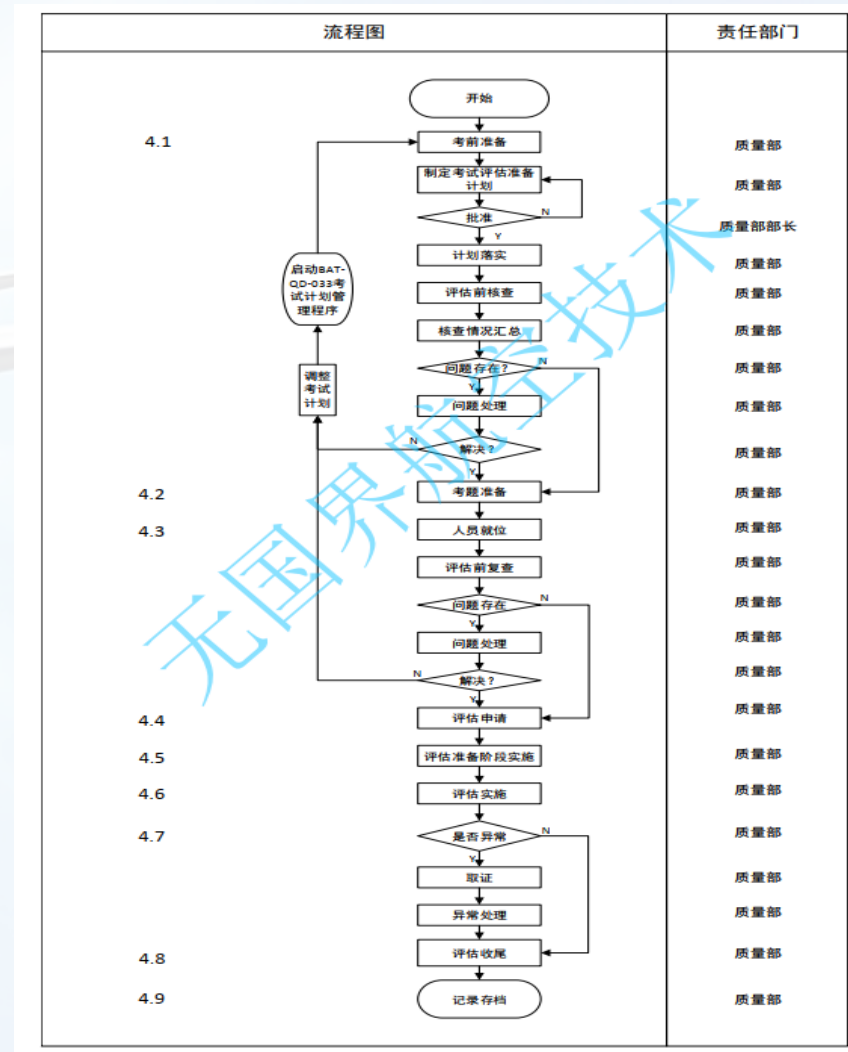 流程图 责任部门
开始
4.1 考前准备 质量部
制定考试评估准备
计划 质量部
批准 N 质量部部长
Y
计划落实 质量部
启动BAT-
QD-033考
试计划管
理程序
评估前核查 质量部
核查情况汇总 质量部
问题存在? N 质量部
Y
调整
考试
计划
问题处理 质量部
N 解决? 质量部
Y
4.2 考题准备 质量部
4.3 人员就位 质量部
评估前复查 质量部
问题存在 N 质量部
Y
问题处理 质量部
N 解决? 质量部
Y
4.4 评估申请 质量部
4.5 评估准备阶段实施 质量部
4.6 评估实施 质量部
4.7 是否异常 N 质量部
Y
取证 质量部
异常处理 质量部
4.8 评估收尾 质量部
4.9 记录存档 质量部
无国界航空技术